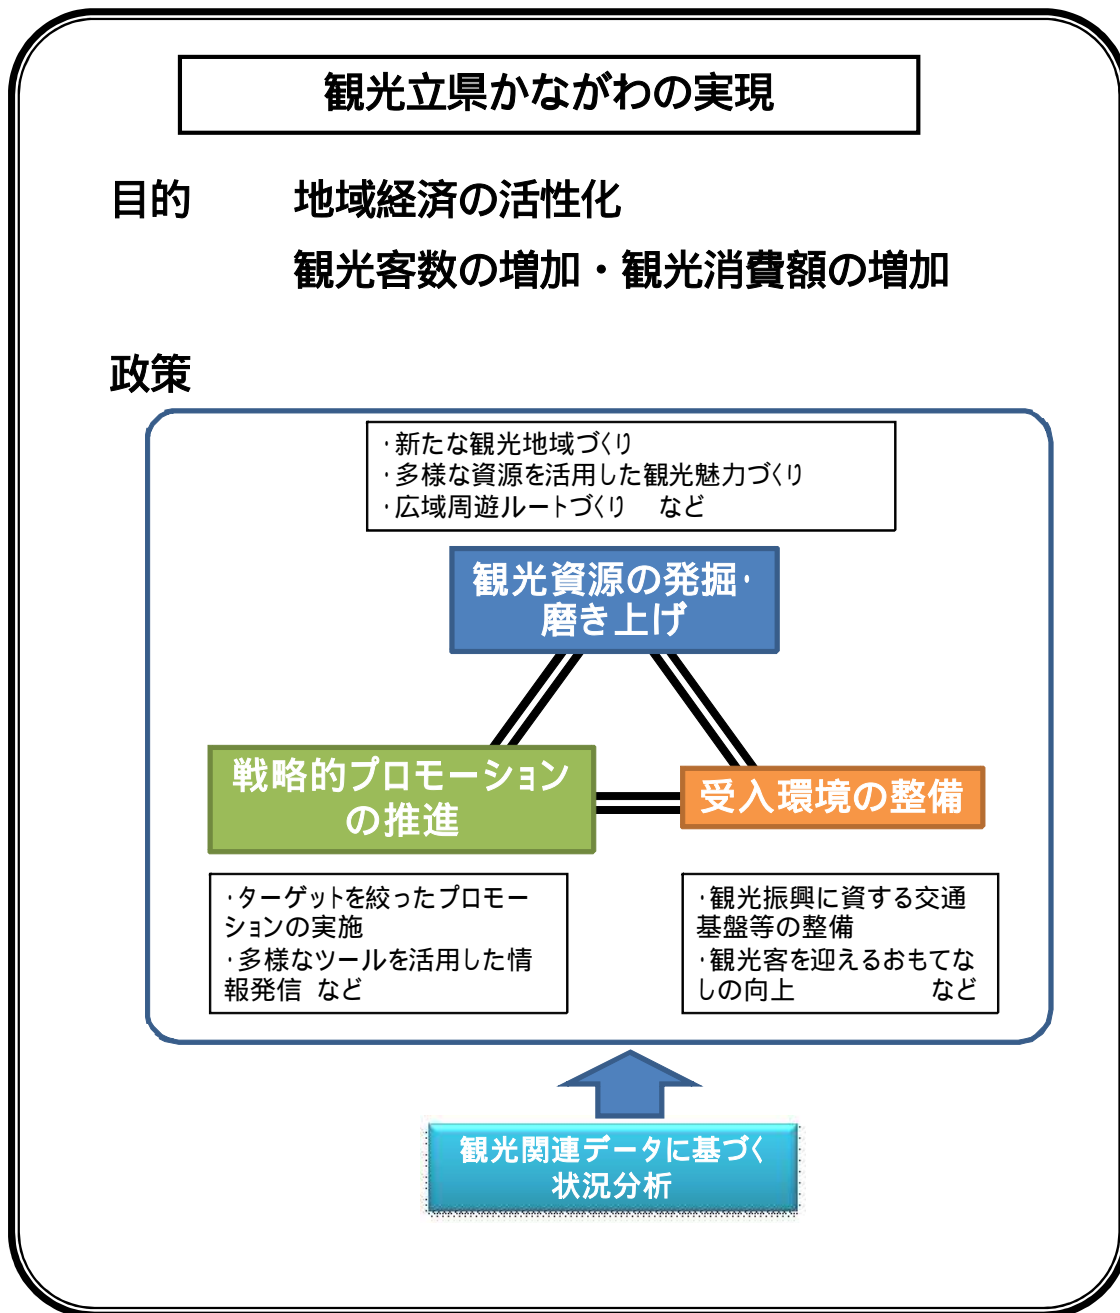 観光立県かながわの実現
目的 地域経済の活性化
観光客数の増加・観光消費額の増加
政策
・新たな観光地域づくり
・多様な資源を活用した観光魅力づくり
・広域周遊ルートづくり など
観光資源の発掘・
磨き上げ
戦略的プロモーション
の推進
受入環境の整備
・ターゲットを絞ったプロモー
ションの実施
・多様なツールを活用した情
報発信 など
・観光振興に資する交通
基盤等の整備
・観光客を迎えるおもてな
しの向上 など
観光関連データに基づく
状況分析